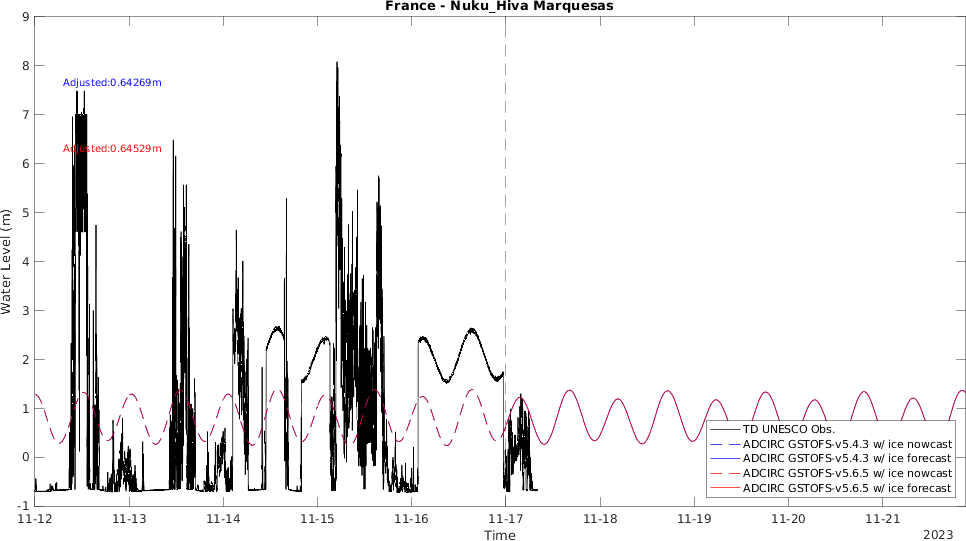 France - Nuku_Hiva Marquesas
9
8
7
6
5
4
3
2
1
0
-1
Water Level (m)
Adjusted:0.64269m
Adjusted:0.64529m
TD UNESCO Obs.
ADCIRC GSTOFS-v5.4.3 w/ ice nowcast
ADCIRC GSTOFS-v5.4.3 w/ ice forecast
ADCIRC GSTOFS-v5.6.5 w/ ice nowcast
ADCIRC GSTOFS-v5.6.5 w/ ice forecast
11-12 11-13 11-14 11-15 11-16 11-17 11-18 11-19 11-20 11-21
Time
2023